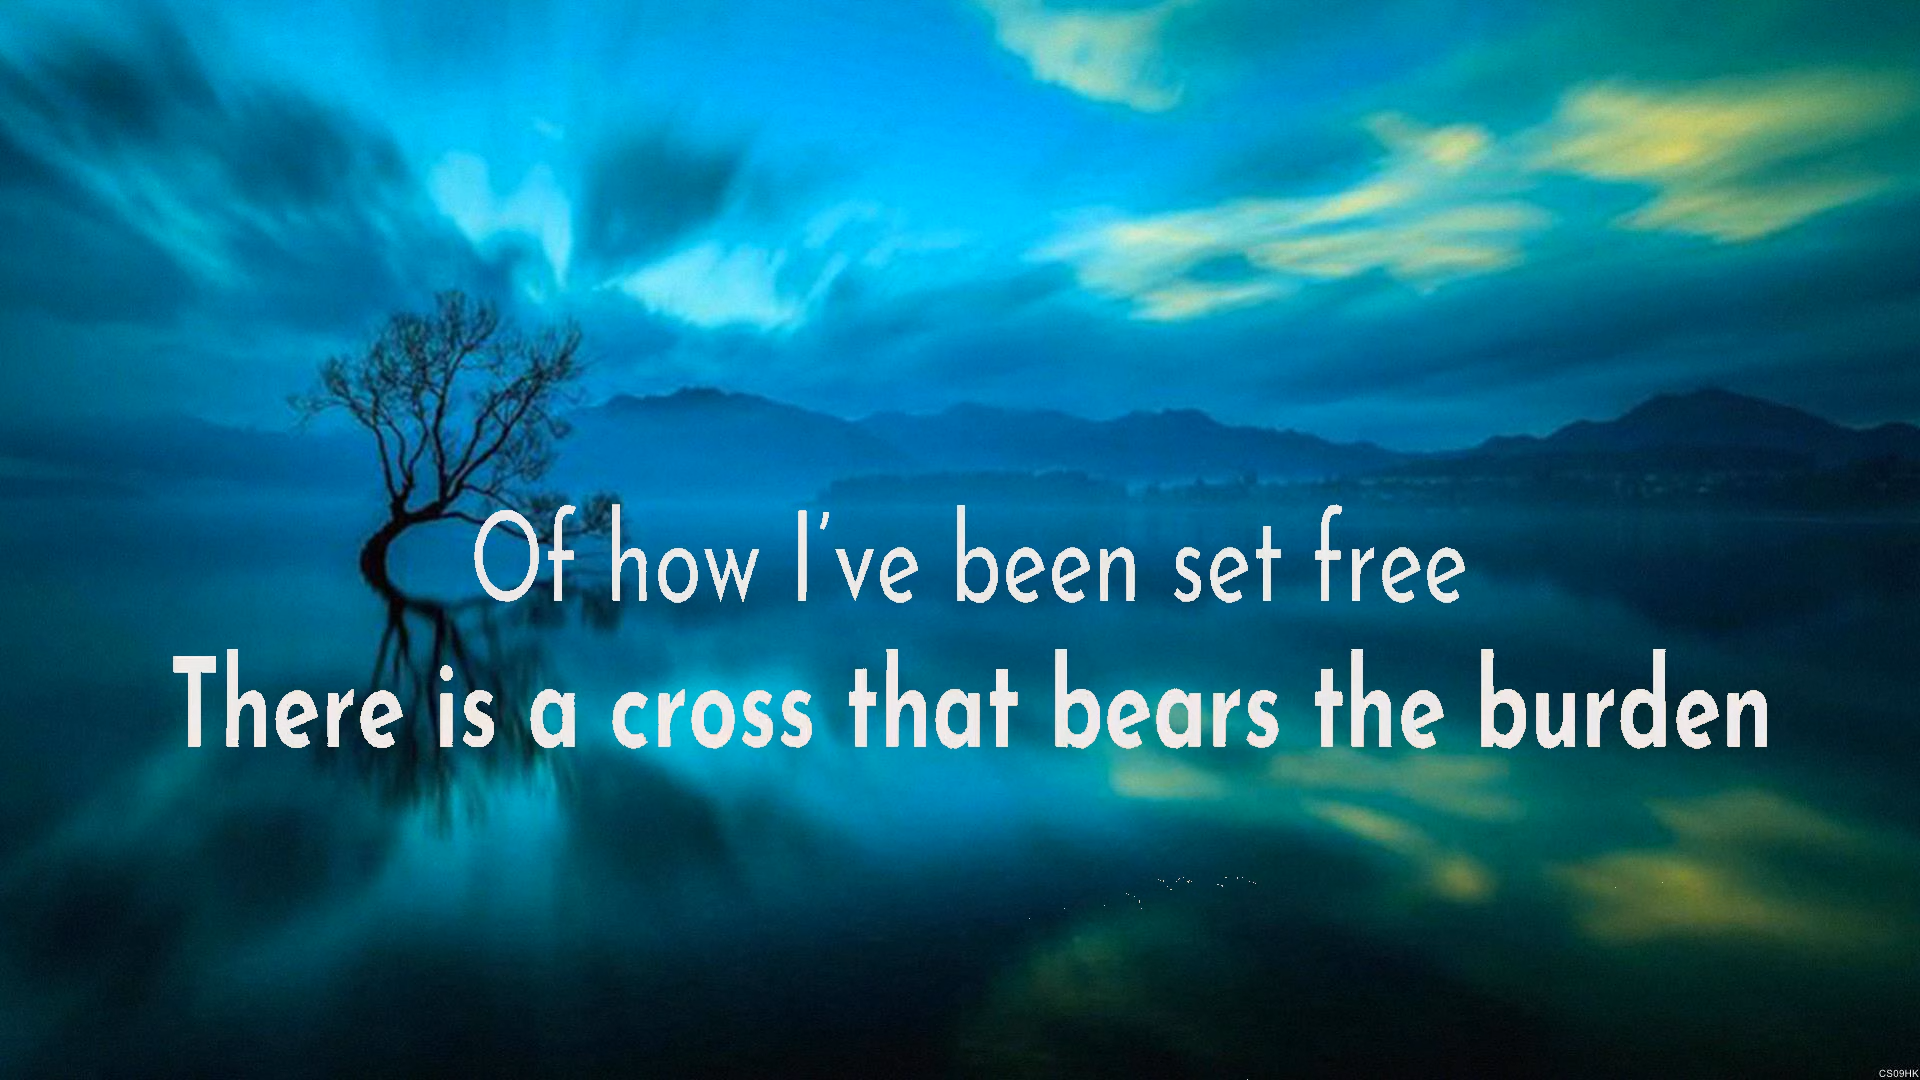 Of how I've been set free
There is a cross that bears the burden
CS09HK